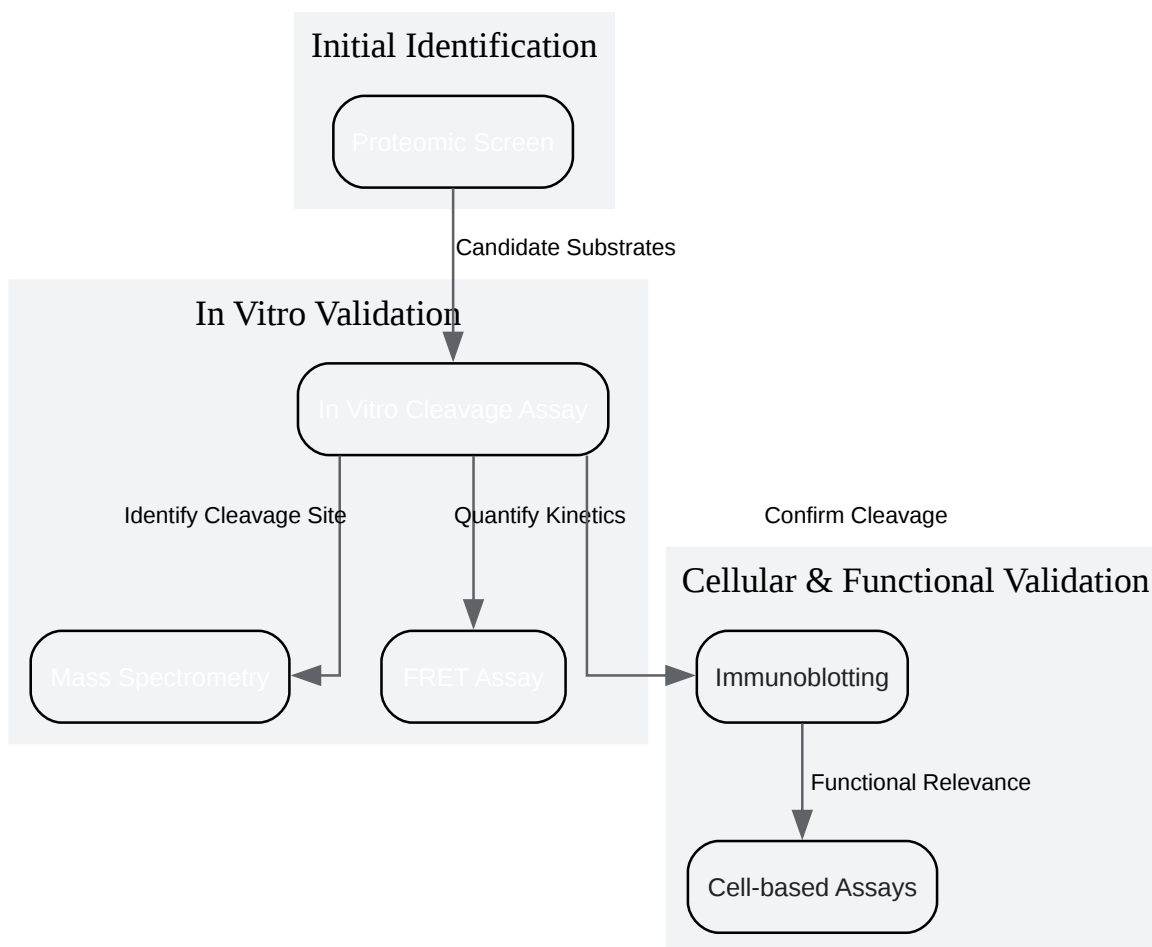 Initial Identification
Proteomic Screen
Candidate Substrates
In Vitro Validation
In Vitro Cleavage Assay
Identify Cleavage Site
Quantify Kinetics
Confirm Cleavage
Cellular & Functional Validation
Mass Spectrometry
FRET Assay
Immunoblotting
Functional Relevance
Cell-based Assays